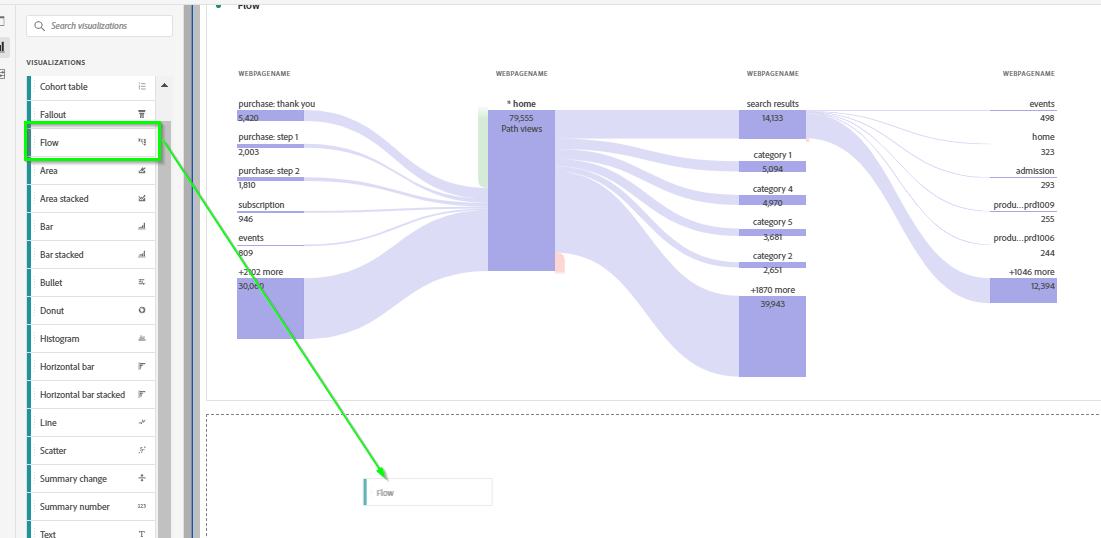 Flow
Search visualizations
VISUALIZATIONS
Cohort table
Fallout
Flow
Area
Area stacked
Bar
Bar stacked
Bullet
Donut
Histogram
Horizontal bar
Horizontal bar stacked
Line
Scatter
Summary change
Summary number
123
Text
WEBPAGENAME
purchase: thank you
5,420
purchase: step 1
2,003
purchase: step 2
1,810
subscription
946
events
809
+2102 more
30,060
WEBPAGENAME
* home
79,555
Path views
WEBPAGENAME
search results
14,133
category 1
5,094
category 4
4,970
category 5
3,681
category 2
2,651
+1870 more
39,943
WEBPAGENAME
events
498
home
323
admission
293
produ...prd1009
255
produ...prd1006
244
+1046 more
12,394
Flow